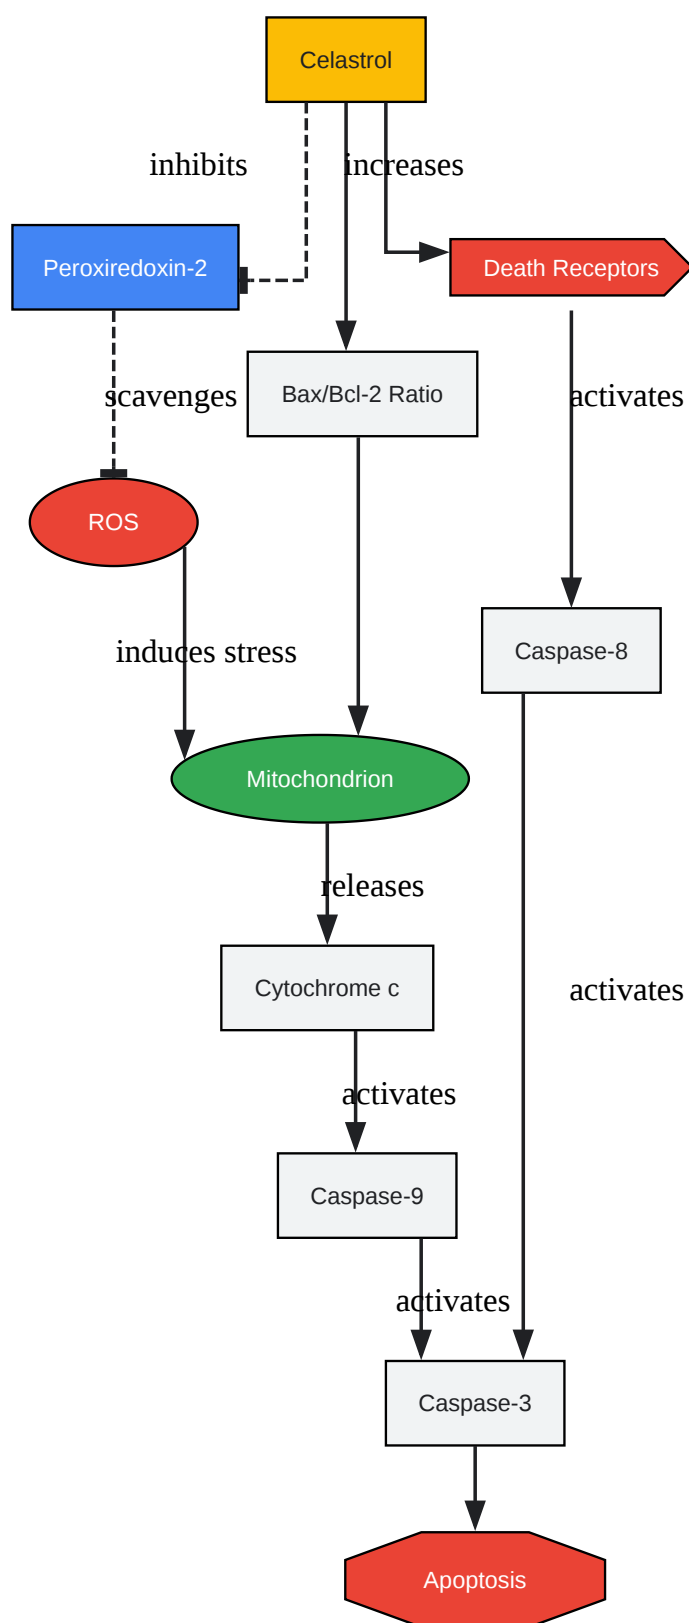 Celastrol
inhibits
increases
Peroxiredoxin-2
Death Receptors
scavenges
Bax/Bcl-2 Ratio
activates
ROS
induces stress
Caspase-8
Mitochondrion
releases
Cytochrome c
activates
activates
Caspase-9
activates
Caspase-3
Apoptosis